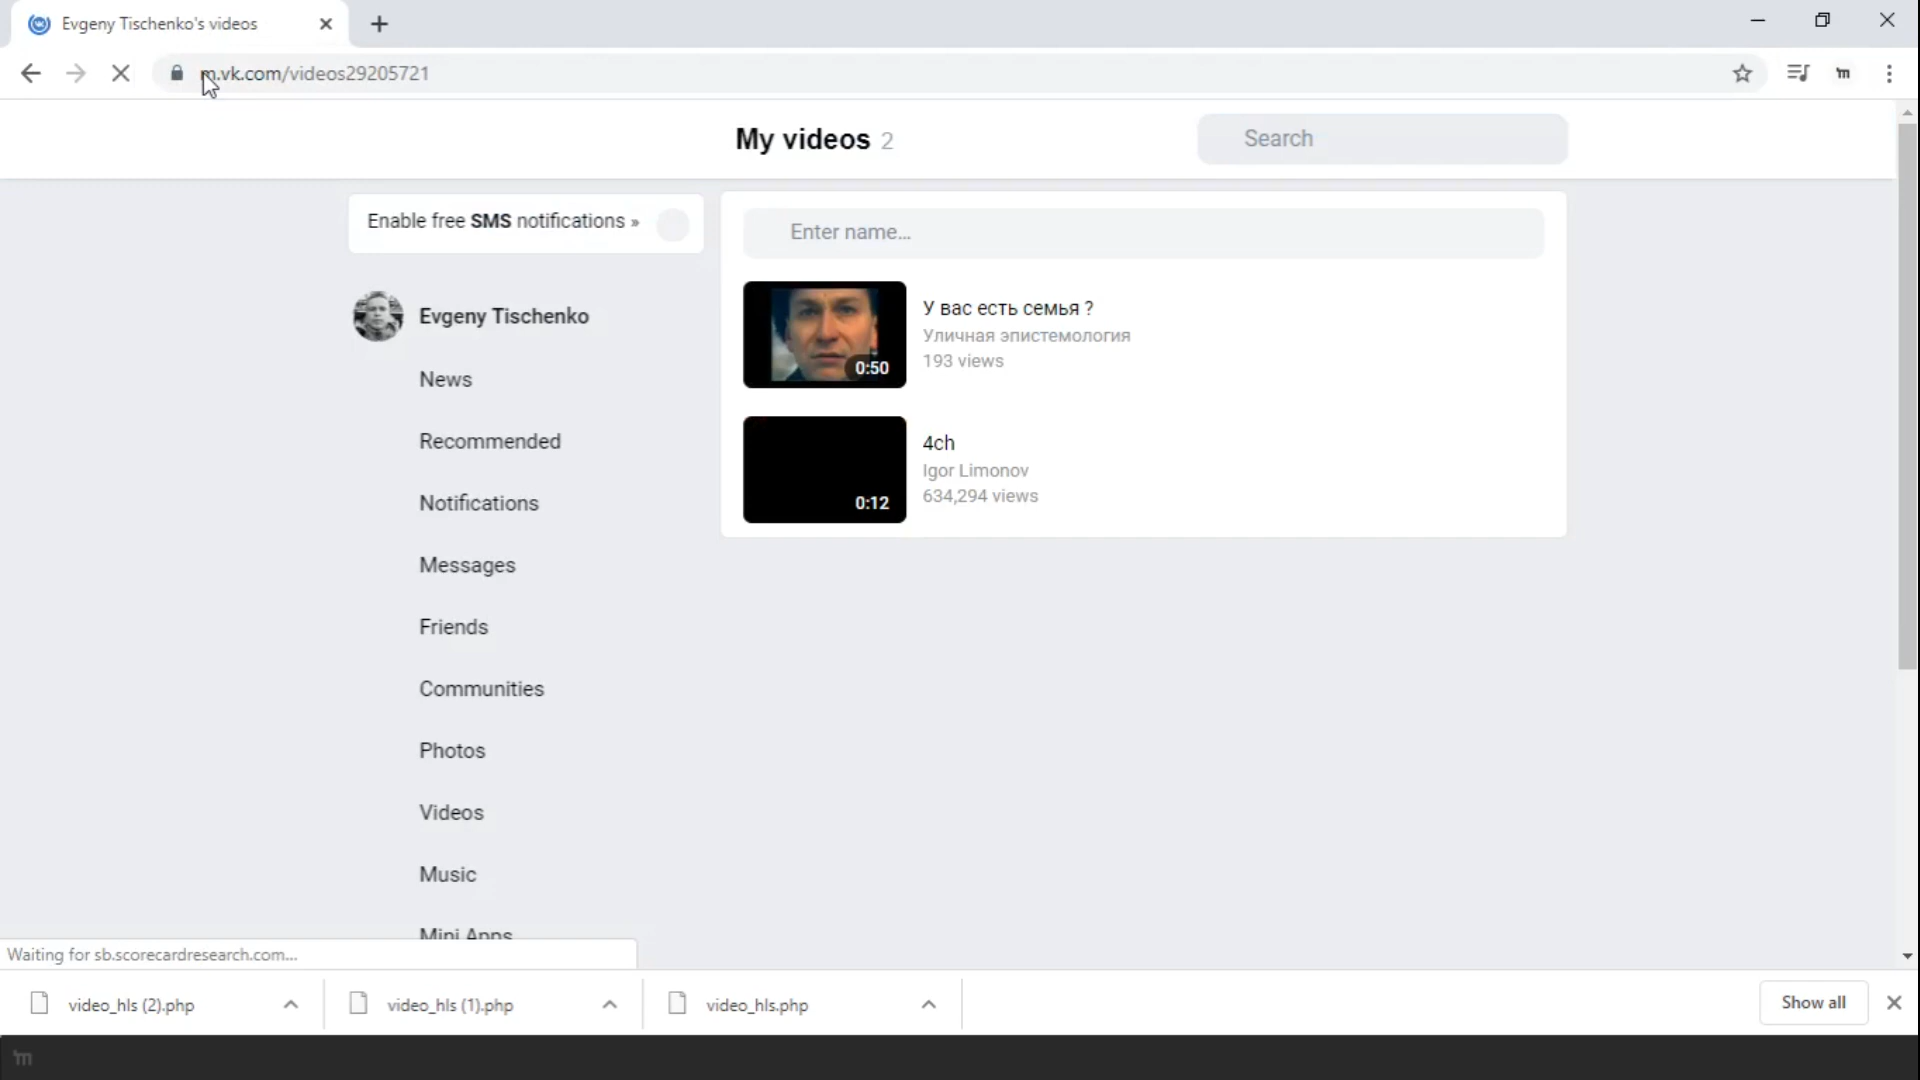 Evgeny Tischenko's videos
m.vk.com/videos29205721
My videos 2
Search
Enable free SMS notifications »
Enter name...
Evgeny Tischenko
0:50
У вас есть семья ?
Уличная эпистемология
193 views
News
Recommended
0:12
4ch
Igor Limonov
634,294 views
Notifications
Messages
Friends
Communities
Photos
Videos
Music
Mini Apps
Waiting for sb.scorecardresearch.com...
video_hls (2).php
video_hls (1).php
video_hls.php
Show all
m